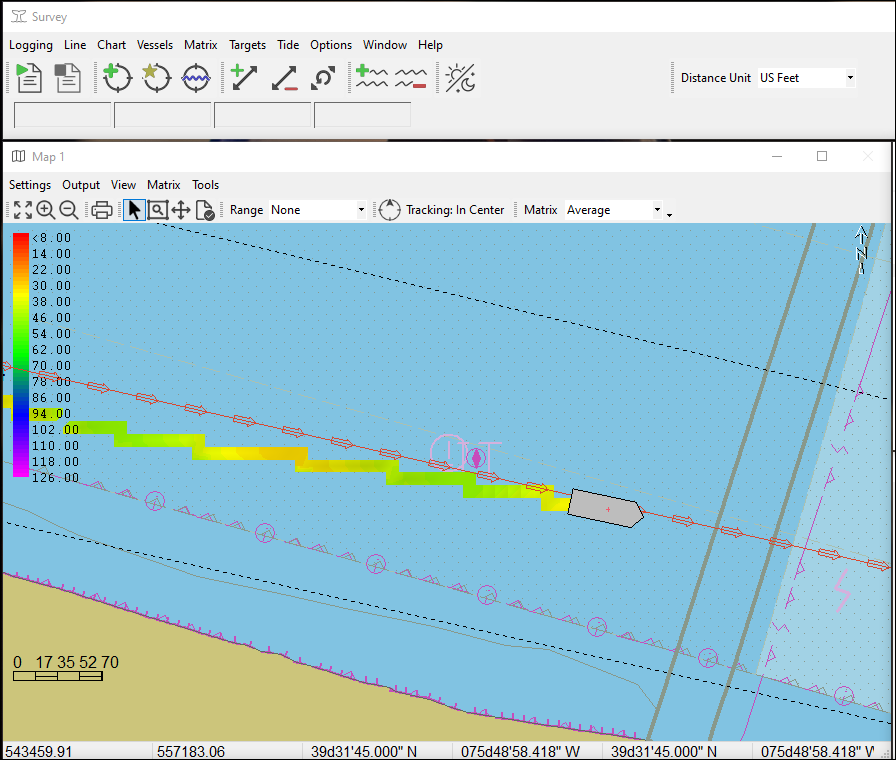 Survey
Logging Line Chart Vessels Matrix Targets Tide Options Window Help
Distance Unit US Feet
Map 1
Settings Output View Matrix Tools
Range None Tracking: In Center Matrix Average
<8.00
14.00
22.00
30.00
38.00
46.00
54.00
62.00
70.00
78.00
86.00
94.00
102.00
110.00
118.00
126.00
N
0 17 35 52 70
543459.91 557183.06 39d31'45.000" N 075d48'58.418" W 39d31'45.000" N 075d48'58.418" W